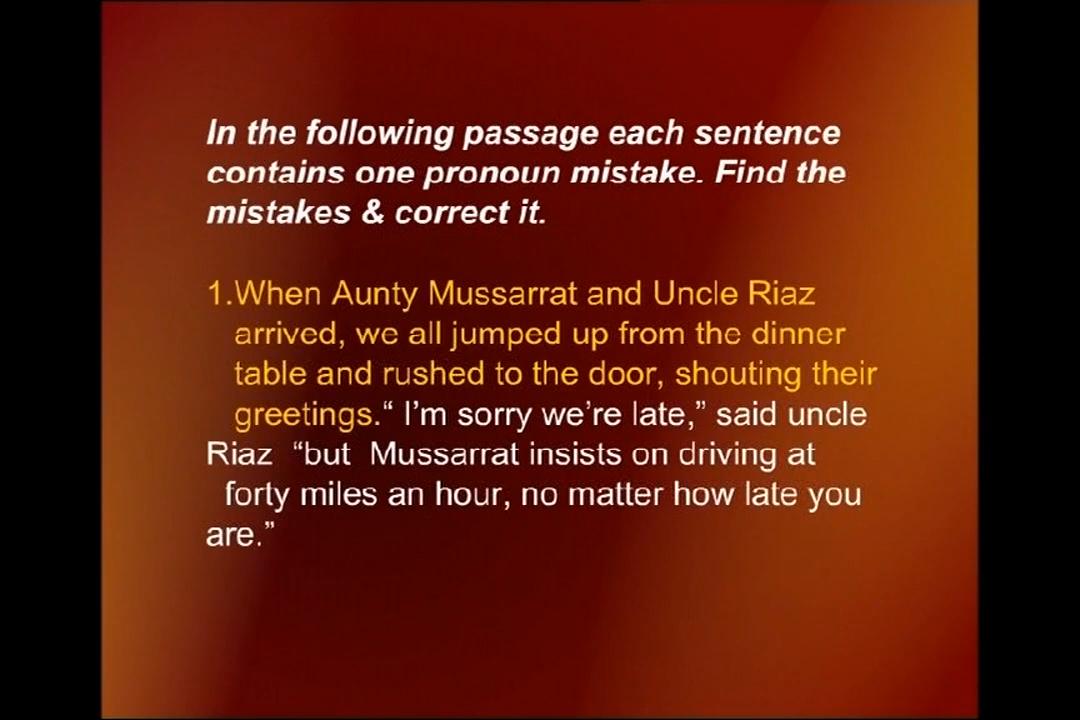 In the following passage each sentence
contains one pronoun mistake. Find the
mistakes & correct it.
1.When Aunty Mussarrat and Uncle Riaz
arrived, we all jumped up from the dinner
table and rushed to the door, shouting their
greetings.“ I’m sorry we’re late,” said uncle
Riaz “but Mussarrat insists on driving at
forty miles an hour, no matter how late you
are.”